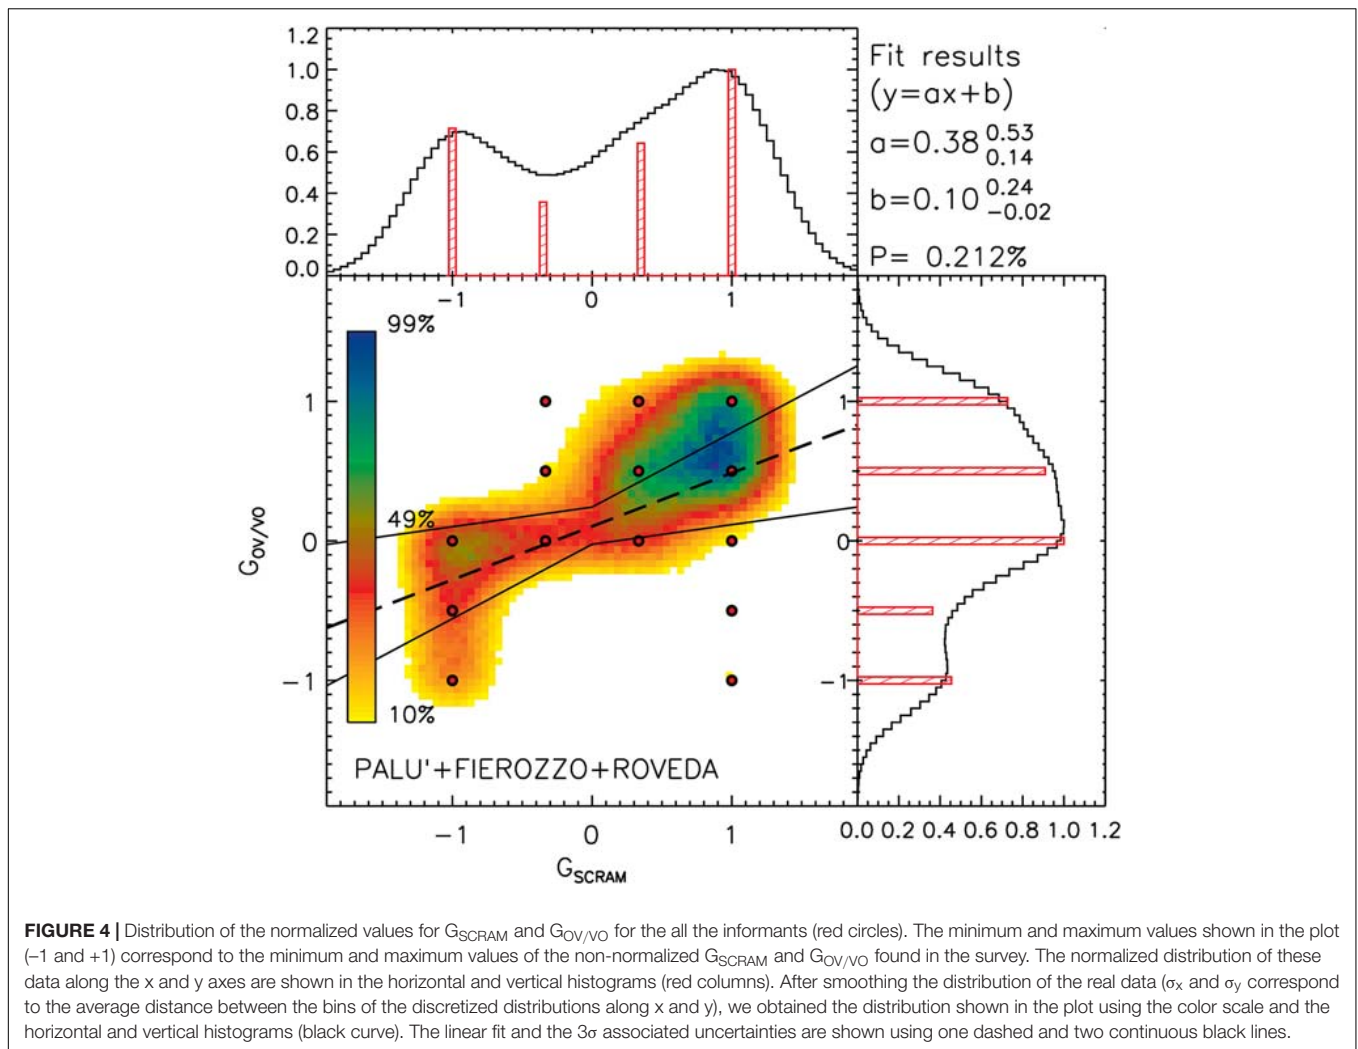 1.2
1.0
0.8
0.6
0.4
0.2
0.0
−1 0 1
Fit results
(y=ax+b)
a=0.38 0.53 0.14
b=0.10 0.24 −0.02
P= 0.212%
99%
49%
10%
1
0
−1
G_OV/VO
1
0
−1
PALU'+FIEROZZO+ROVEDA
−1 0 1
G_SCRAM
0.0 0.2 0.4 0.6 0.8 1.0 1.2
FIGURE 4 | Distribution of the normalized values for G_SCRAM and G_OV/VO for the all the informants (red circles). The minimum and maximum values shown in the plot
(–1 and +1) correspond to the minimum and maximum values of the non-normalized G_SCRAM and G_OV/VO found in the survey. The normalized distribution of these
data along the x and y axes are shown in the horizontal and vertical histograms (red columns). After smoothing the distribution of the real data (σx and σy correspond
to the average distance between the bins of the discretized distributions along x and y), we obtained the distribution shown in the plot using the color scale and the
horizontal and vertical histograms (black curve). The linear fit and the 3σ associated uncertainties are shown using one dashed and two continuous black lines.